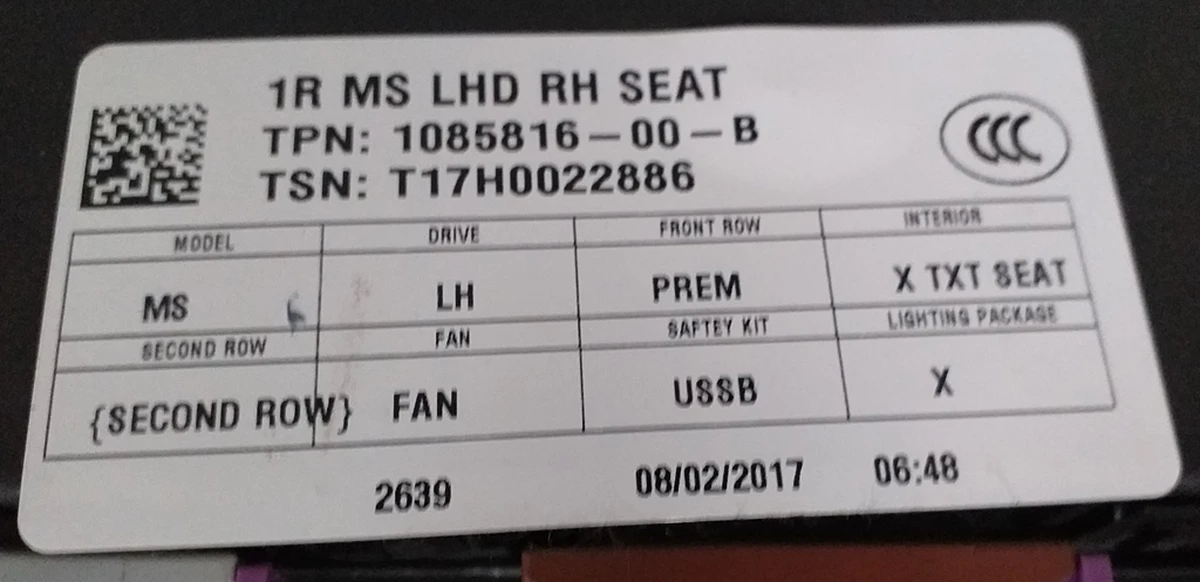 1R MS LHD RH SEAT
TPN: 1085816-00-B
TSN: T17H0022886
CCC
MODEL DRIVE FRONT ROW INTERIOR
MS LH PREM X TXT SEAT
SECOND ROW FAN SAFTEY KIT LIGHTING PACKAGE
{SECOND ROW} FAN USSB X
2639 08/02/2017 06:48